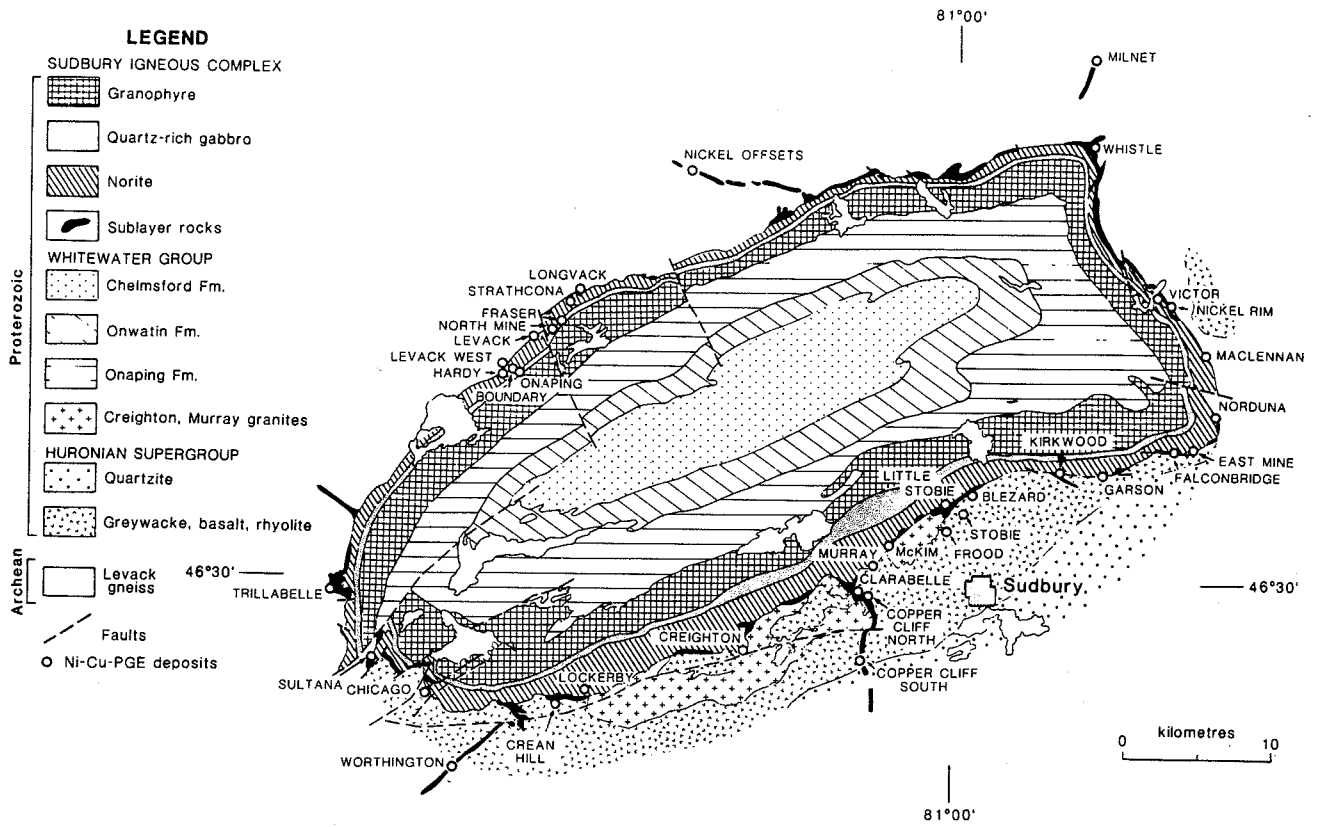 LEGEND
SUDBURY IGNEOUS COMPLEX
Granophyre
Quartz-rich gabbro
Norite
Sublayer rocks
WHITEWATER GROUP
Chelmsford Fm.
Onwatin Fm.
Onaping Fm.
Creighton, Murray granites
HURONIAN SUPERGROUP
Quartzite
Greywacke, basalt, rhyolite
Levack
gneiss
Faults
Ni-Cu-PGE deposits
Proterozoic
Archean
81°00'
MILNET
WHISTLE
NICKEL OFFSETS
LONGVACK
STRATHCONA
FRASER
NORTH MINE
LEVACK
LEVACK WEST
HARDY
ONAPING
BOUNDARY
VICTOR
NICKEL RIM
MACLENNAN
NORDUNA
KIRKWOOD
EAST MINE
FALCONBRIDGE
GARSON
LITTLE
STOBIE
BLEZARD
STOBIE
FROOD
MURRAY
McKIM
CLARABELLE
Sudbury
COPPER
CLIFF
NORTH
COPPER CLIFF
SOUTH
CREIGHTON
LOCKERBY
46°30'
TRILLABELLE
46°30'
SULTANA
CHICAGO
CREAN
HILL
WORTHINGTON
kilometres
0
10
81°00'